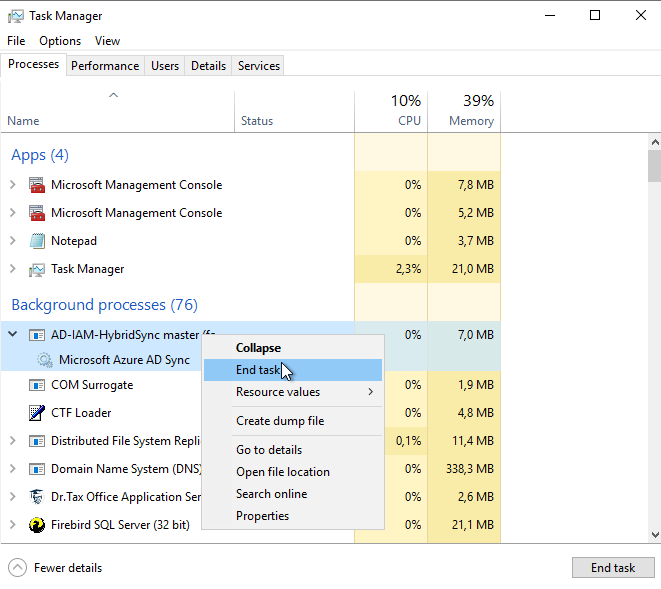 Task Manager
File Options View
Processes Performance Users Details Services
10% 39%
Name Status CPU Memory
Apps (4)
Microsoft Management Console 0% 7,8 MB
Microsoft Management Console 0% 5,2 MB
Notepad 0% 3,7 MB
Task Manager 2,3% 21,0 MB
Background processes (76)
AD-IAM-HybridSync master 0% 7,0 MB
Collapse
Microsoft Azure AD Sync
End task
COM Surrogate 0% 1,9 MB
Resource values
CTF Loader 0% 4,8 MB
Create dump file
Distributed File System Repli 0,1% 11,4 MB
Go to details
Domain Name System (DNS) 0% 338,3 MB
Open file location
Dr.Tax Office Application Ser 0% 2,6 MB
Search online
Firebird SQL Server (32 bit) 0% 21,1 MB
Properties
Fewer details End task